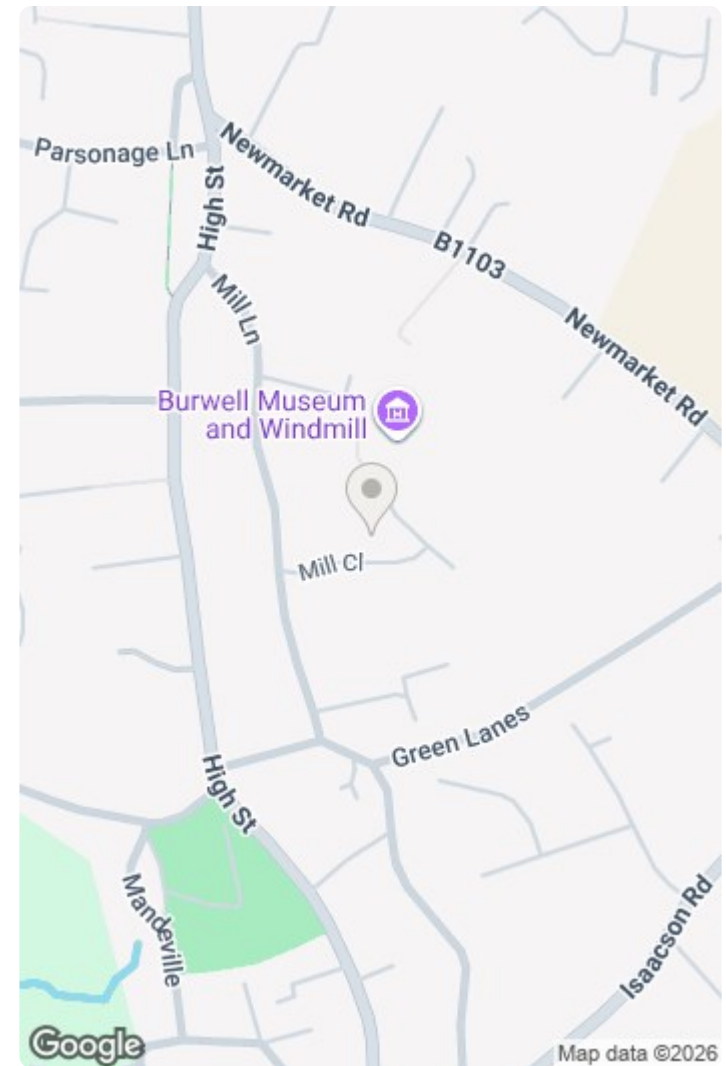 Parsonage Ln
High St
Newmarket Rd
B1103
Newmarket Rd
Mill Ln
Burwell Museum
and Windmill
Mill Cl
Green Lanes
High St
Mandeville
Isaacson Rd
Google
Map data ©2026